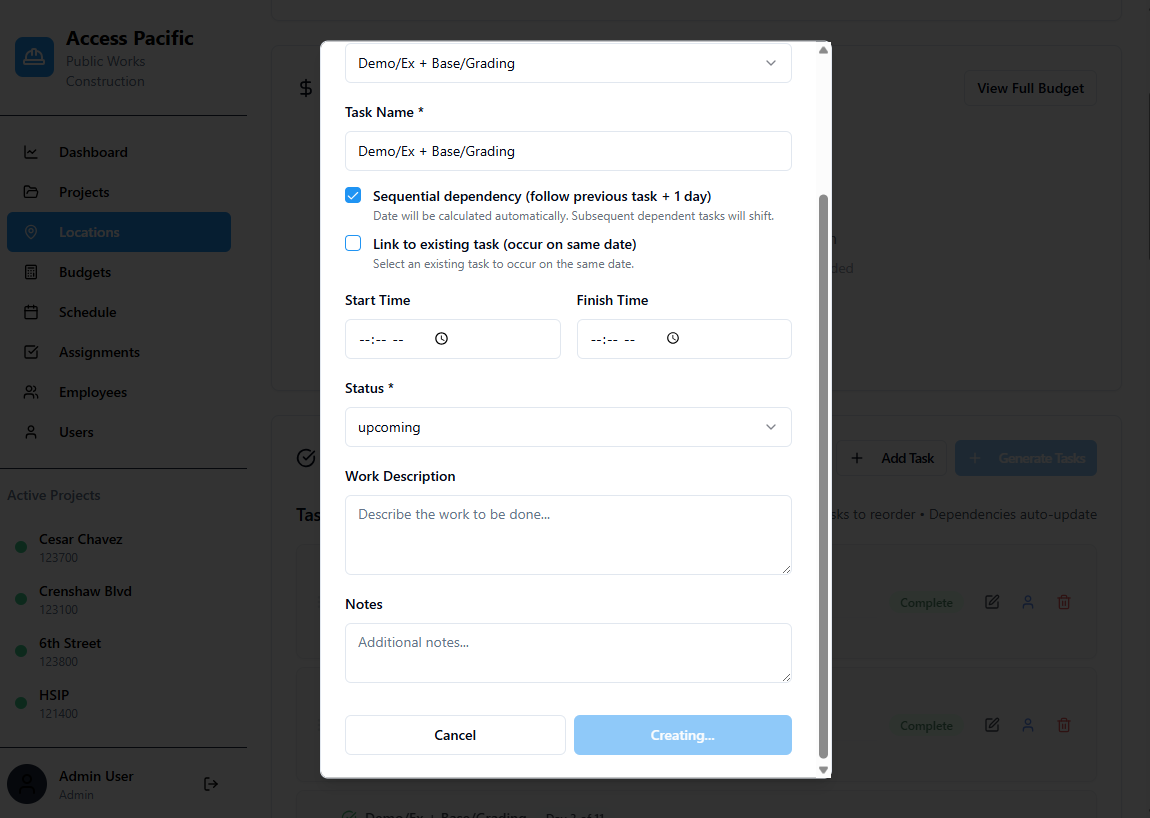 Access Pacific
Public Works
Construction
Dashboard
Projects
Locations
Budgets
Schedule
Assignments
Employees
Users
Active Projects
Cesar Chavez
123700
Crenshaw Blvd
123100
6th Street
123800
HSIP
121400
Admin User
Admin
$
View Full Budget
Demo/Ex + Base/Grading
Task Name *
Demo/Ex + Base/Grading
Sequential dependency (follow previous task + 1 day)
Date will be calculated automatically. Subsequent dependent tasks will shift.
Link to existing task (occur on same date)
Select an existing task to occur on the same date.
Start Time
Finish Time
--:-- --
--:-- --
Status *
upcoming
Work Description
Describe the work to be done...
Notes
Additional notes...
Cancel
Creating...
Add Task
Generate Tasks
Tas
sks to reorder • Dependencies auto-update
Complete
Complete
Demo/Ex + Base/Grading